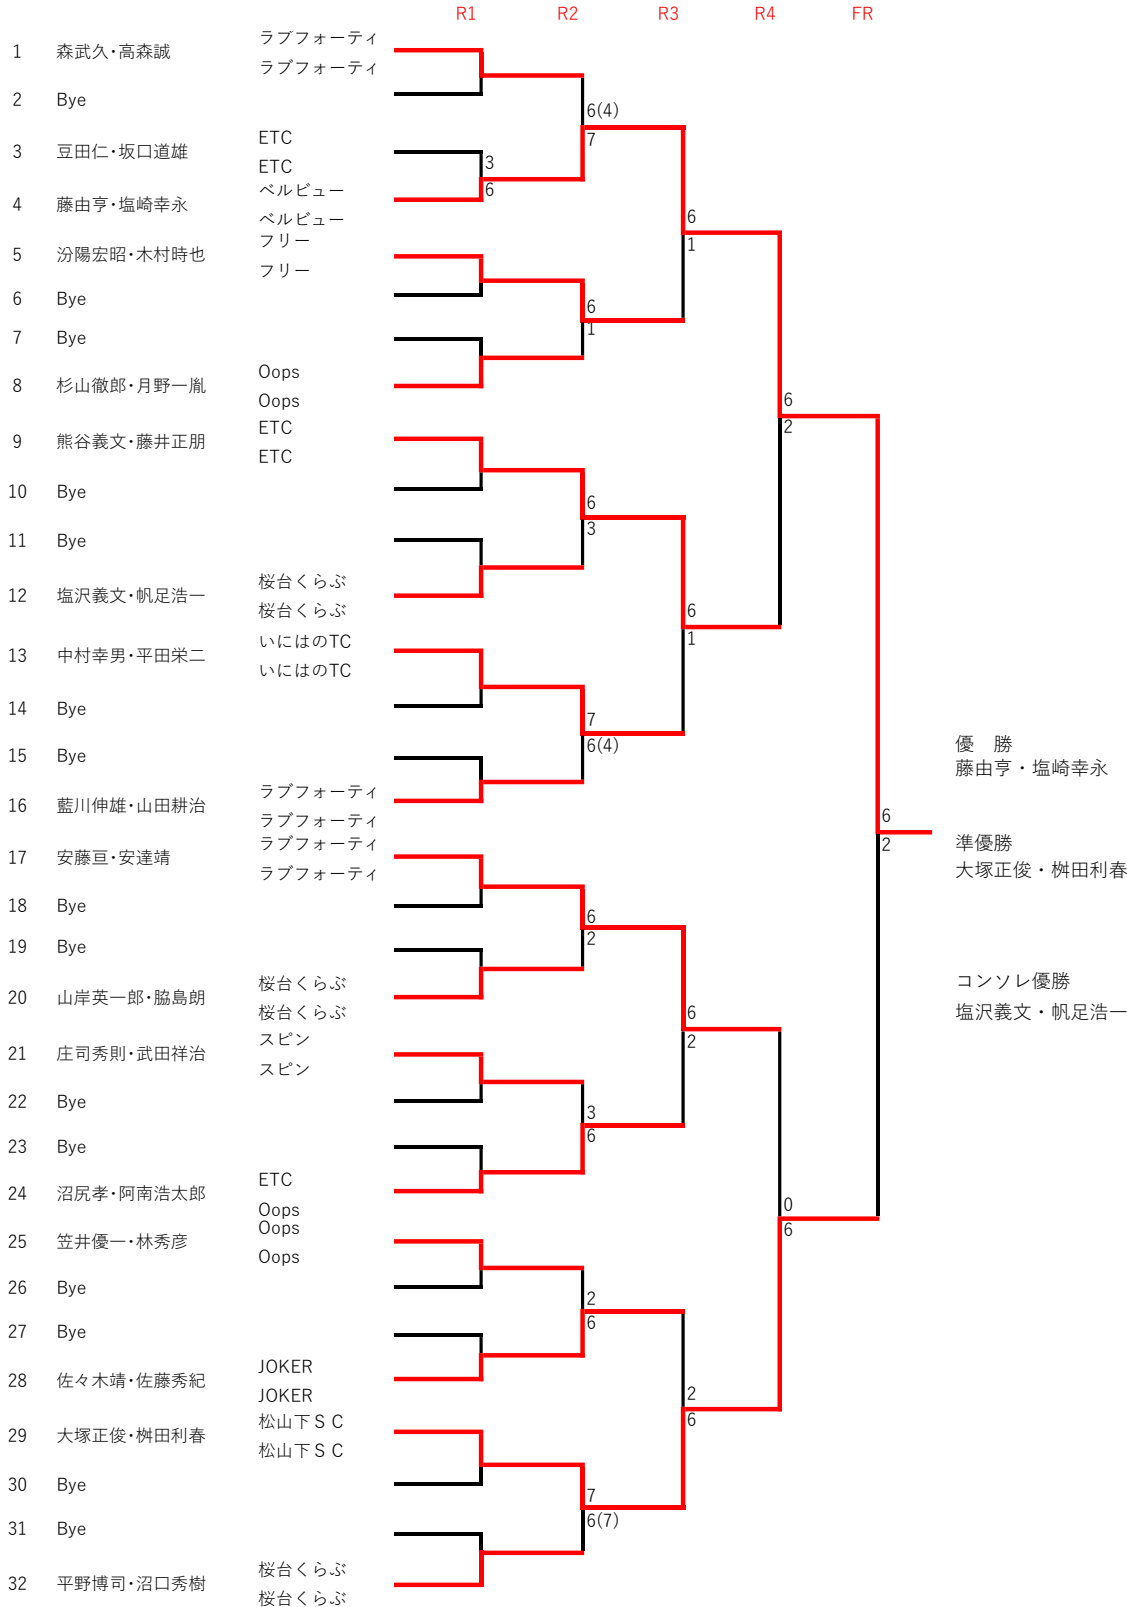 R1 R2 R3 R4 FR
ラブフォーティ
1 森武久・高森誠
ラブフォーティ
2 Bye
6(4)
7
ETC
3 豆田仁・坂口道雄
ETC
3
6
ベルビュー
4 藤由亨・塩崎幸永
ベルビュー
6
1
フリー
5 汾陽宏昭・木村時也
フリー
6 Bye
6
1
7 Bye
Oops
8 杉山徹郎・月野一胤
Oops
6
2
ETC
9 熊谷義文・藤井正朋
ETC
10 Bye
6
3
11 Bye
桜台くらぶ
12 塩沢義文・帆足浩一
桜台くらぶ
6
1
いにはのTC
13 中村幸男・平田栄二
いにはのTC
14 Bye
7
6(4)
15 Bye
優　勝
藤由亨・塩崎幸永
ラブフォーティ
16 藍川伸雄・山田耕治
ラブフォーティ
6
2
準優勝
大塚正俊・桝田利春
ラブフォーティ
17 安藤亘・安達靖
ラブフォーティ
18 Bye
6
2
19 Bye
桜台くらぶ
20 山岸英一郎・脇島朗
桜台くらぶ
コンソレ優勝
塩沢義文・帆足浩一
6
2
スピン
21 庄司秀則・武田祥治
スピン
22 Bye
3
6
23 Bye
ETC
24 沼尻孝・阿南浩太郎
Oops
0
6
Oops
25 笠井優一・林秀彦
Oops
26 Bye
2
6
27 Bye
JOKER
28 佐々木靖・佐藤秀紀
JOKER
2
6
松山下ＳＣ
29 大塚正俊・桝田利春
松山下ＳＣ
30 Bye
7
6(7)
31 Bye
桜台くらぶ
32 平野博司・沼口秀樹
桜台くらぶ